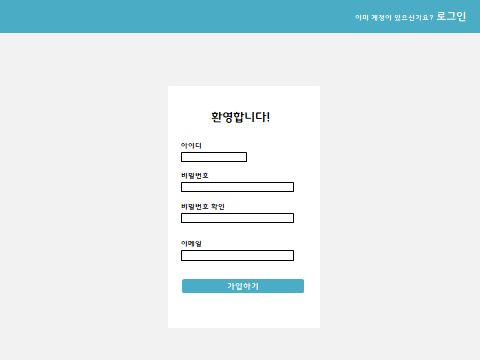 이미 계정이 있으신가요? 로그인
환영합니다!
아이디
비밀번호
비밀번호 확인
이메일
가입하기